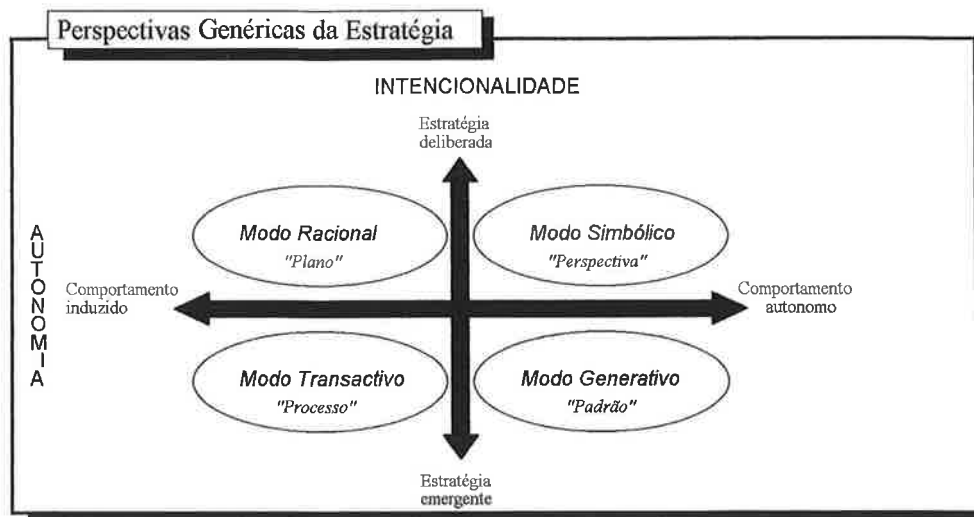 Perspectivas Genéricas da Estratégia
INTENCIONALIDADE
Estratégia
deliberada
AUTONOMIA
Modo Racional
"Plano"
Modo Simbólico
"Perspectiva"
Comportamento
induzido
Comportamento
autonomo
Modo Transactivo
"Processo"
Modo Generativo
"Padrão"
Estratégia
emergente